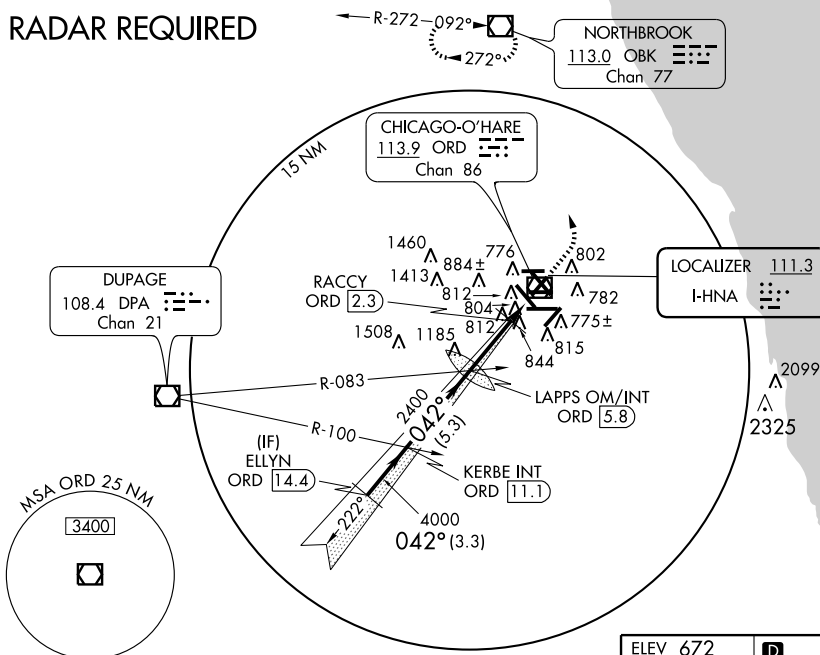 RADAR REQUIRED
R-272
092°
272°
NORTHBROOK
113.0 OBK
Chan 77
15 NM
CHICAGO-O'HARE
113.9 ORD
Chan 86
LOCALIZER 111.3
I-HNA
DUPAGE
108.4 DPA
Chan 21
1460
1413
884±
776
802
782
812
804
812
775±
815
844
RACCY
ORD 2.3
1508
1185
2099
2325
R-083
R-100
LAPPS OM/INT
ORD 5.8
2400
042°
(5.3)
(IF)
ELLYN
ORD 14.4
KERBE INT
ORD 11.1
222°
4000
042° (3.3)
MSA ORD 25 NM
3400
ELEV 672 D